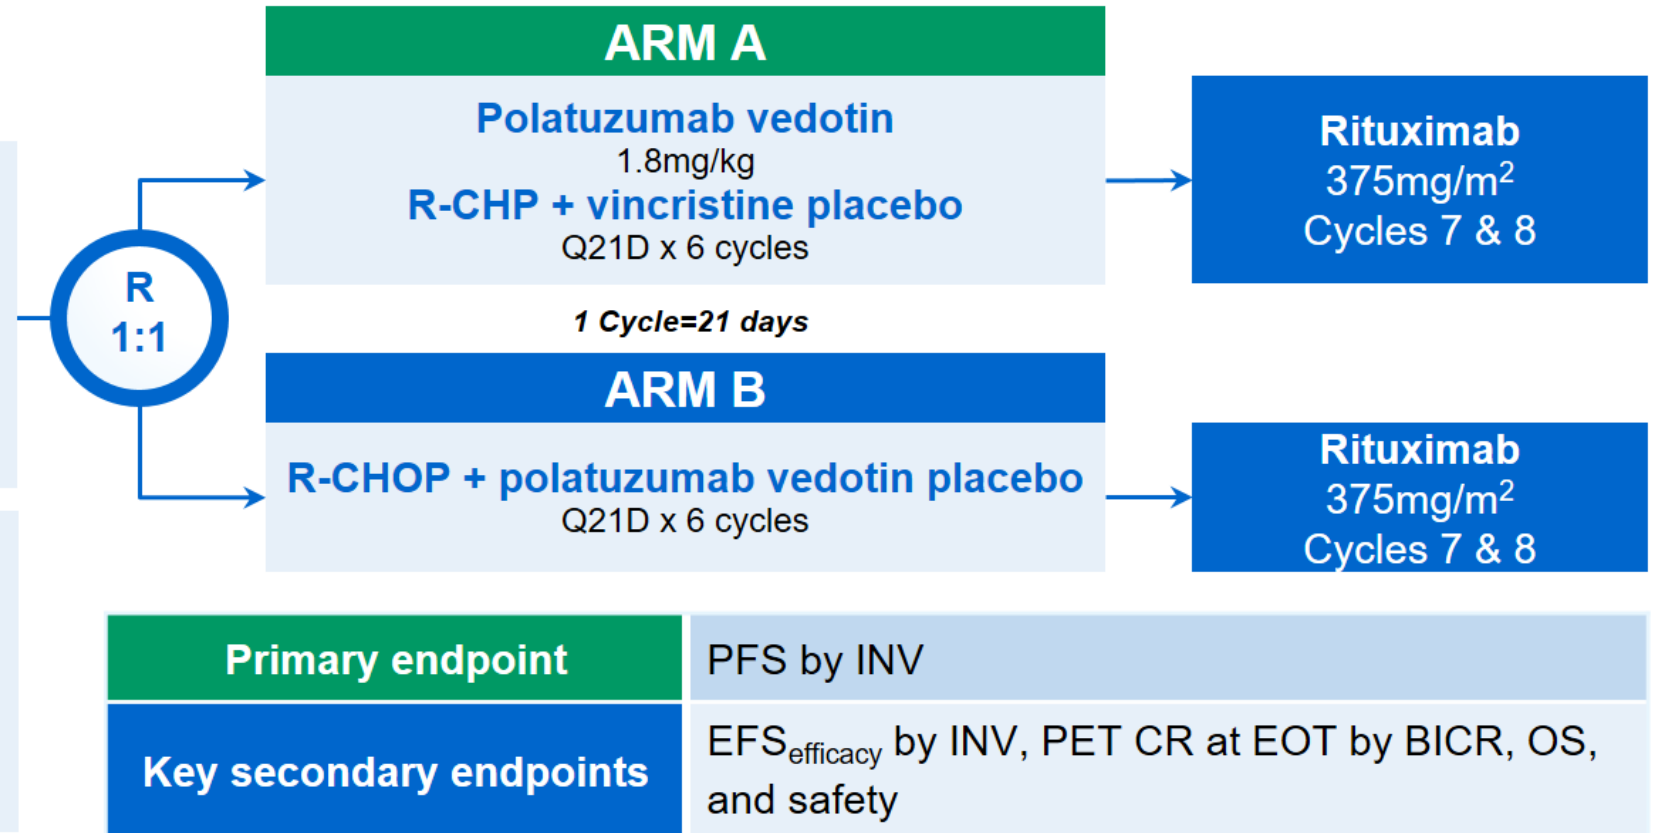 ARM A
Polatuzumab vedotin
1.8mg/kg
R-CHP + vincristine placebo
Q21D x 6 cycles
Rituximab
375mg/m²
Cycles 7 & 8
R
1:1
1 Cycle=21 days
ARM B
R-CHOP + polatuzumab vedotin placebo
Q21D x 6 cycles
Rituximab
375mg/m²
Cycles 7 & 8
Primary endpoint
PFS by INV
Key secondary endpoints
EFSefficacy by INV, PET CR at EOT by BICR, OS,
and safety